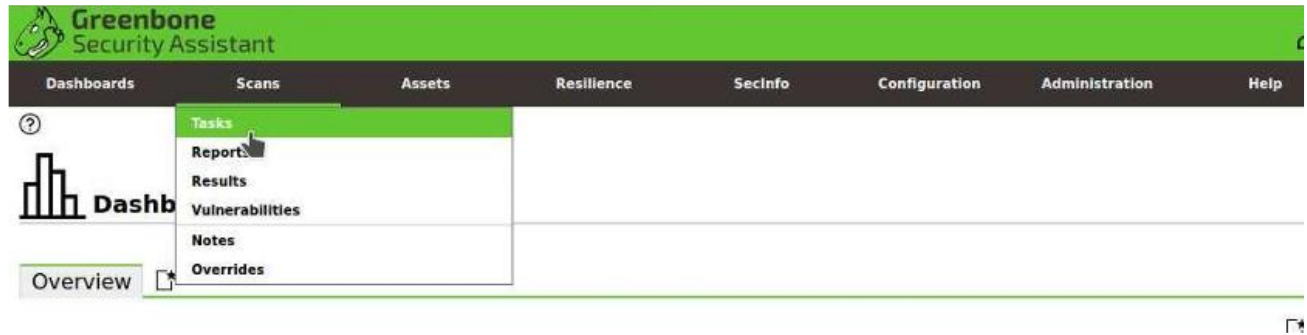 Greenbone
Security Assistant
Dashboards Scans Assets Resilience SecInfo Configuration Administration Help
Tasks
Reports
Results
Dashb
Vulnerabilities
Notes
Overrides
Overview